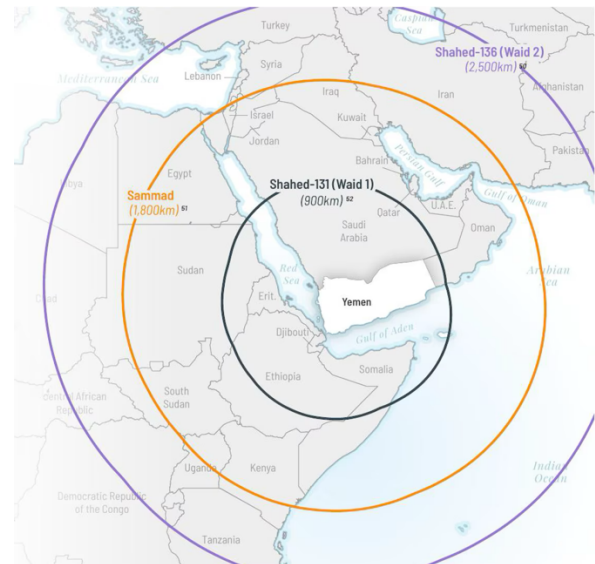 Caspian
Sea
Turkey
Turkmenistan
Shahed-136 (Waid 2)
(2,500km)
Mediterranean Sea
Lebanon
Syria
Iraq
Iran
Afghanistan
Israel
Jordan
Kuwait
Pakistan
Bahrain
Persian Gulf
Egypt
Libya
Shahed-131 (Waid 1)
(900km) 52
Sammad
(1,800km) 51
Qatar
U.A.E.
Gulf of Oman
Saudi
Arabia
Oman
Sudan
Red
Sea
Arabian
Sea
Chad
Erit.
Yemen
Djibouti
Gulf of Aden
Ethiopia
Somalia
Central African
Republic
South
Sudan
Uganda
Kenya
Indian
Ocean
Democratic Republic
of the Congo
Tanzania